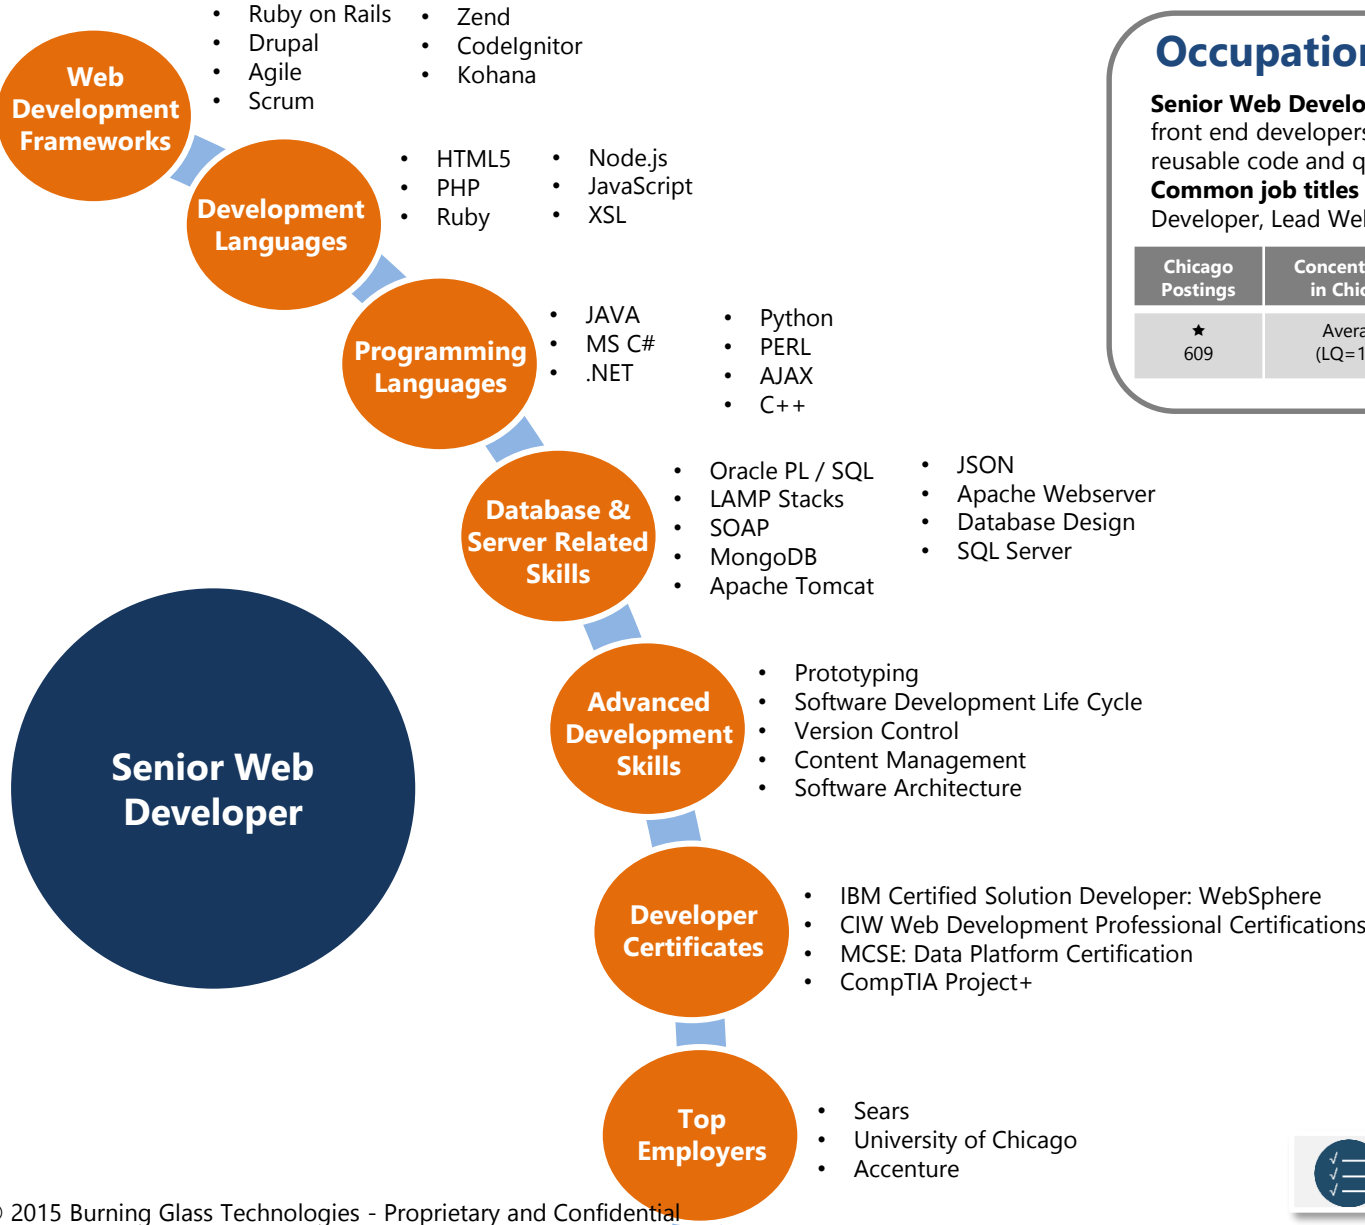 Web
Development
Frameworks
• Ruby on Rails
• Drupal
• Agile
• Scrum
• Zend
• CodeIgnitor
• Kohana
Development
Languages
• HTML5
• PHP
• Ruby
• Node.js
• JavaScript
• XSL
Programming
Languages
• JAVA
• MS C#
• .NET
• Python
• PERL
• AJAX
• C++
Database &
Server Related
Skills
• Oracle PL / SQL
• LAMP Stacks
• SOAP
• MongoDB
• Apache Tomcat
• JSON
• Apache Webserver
• Database Design
• SQL Server
Advanced
Development
Skills
• Prototyping
• Software Development Life Cycle
• Version Control
• Content Management
• Software Architecture
Developer
Certificates
• IBM Certified Solution Developer: WebSphere
• CIW Web Development Professional Certifications
• MCSE: Data Platform Certification
• CompTIA Project+
Top
Employers
• Sears
• University of Chicago
• Accenture
Senior Web
Developer
Senior Web
front end developers
reusable code and
Common job titles
Developer, Lead
Chicago
Postings
in
★
609
© 2015 Burning Glass Technologies - Proprietary and Confidential